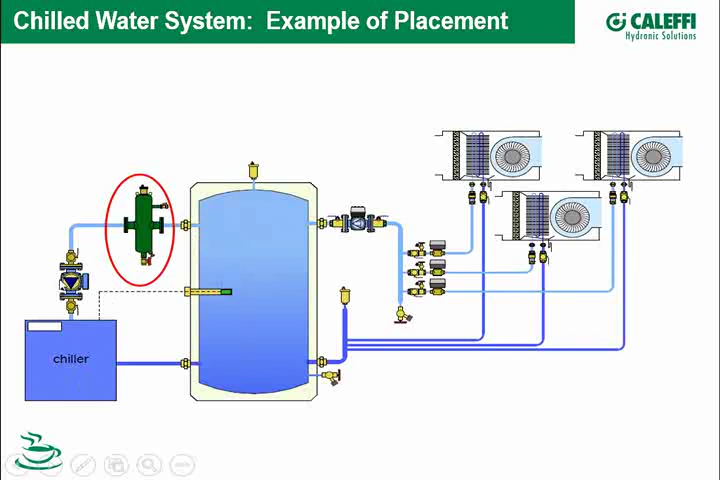 Chilled Water System: Example of Placement
CALEFFI
Hydronic Solutions
chiller